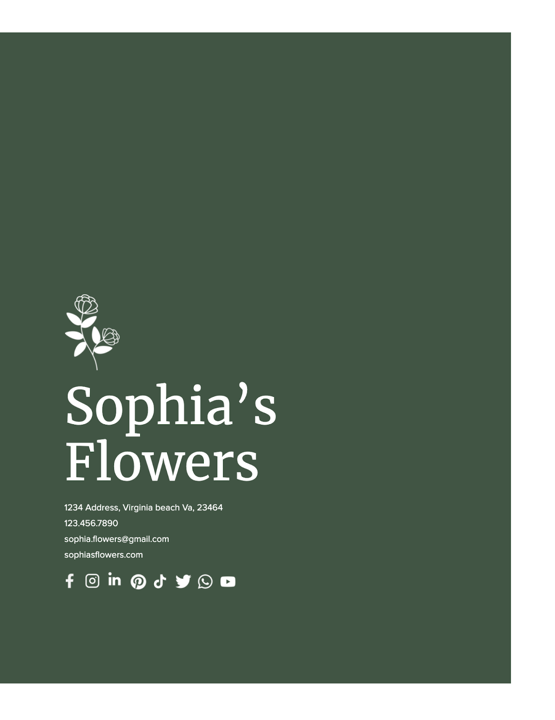 Sophia’s
Flowers
1234 Address, Virginia beach Va, 23464
123.456.7890
sophia.flowers@gmail.com
sophiasflowers.com